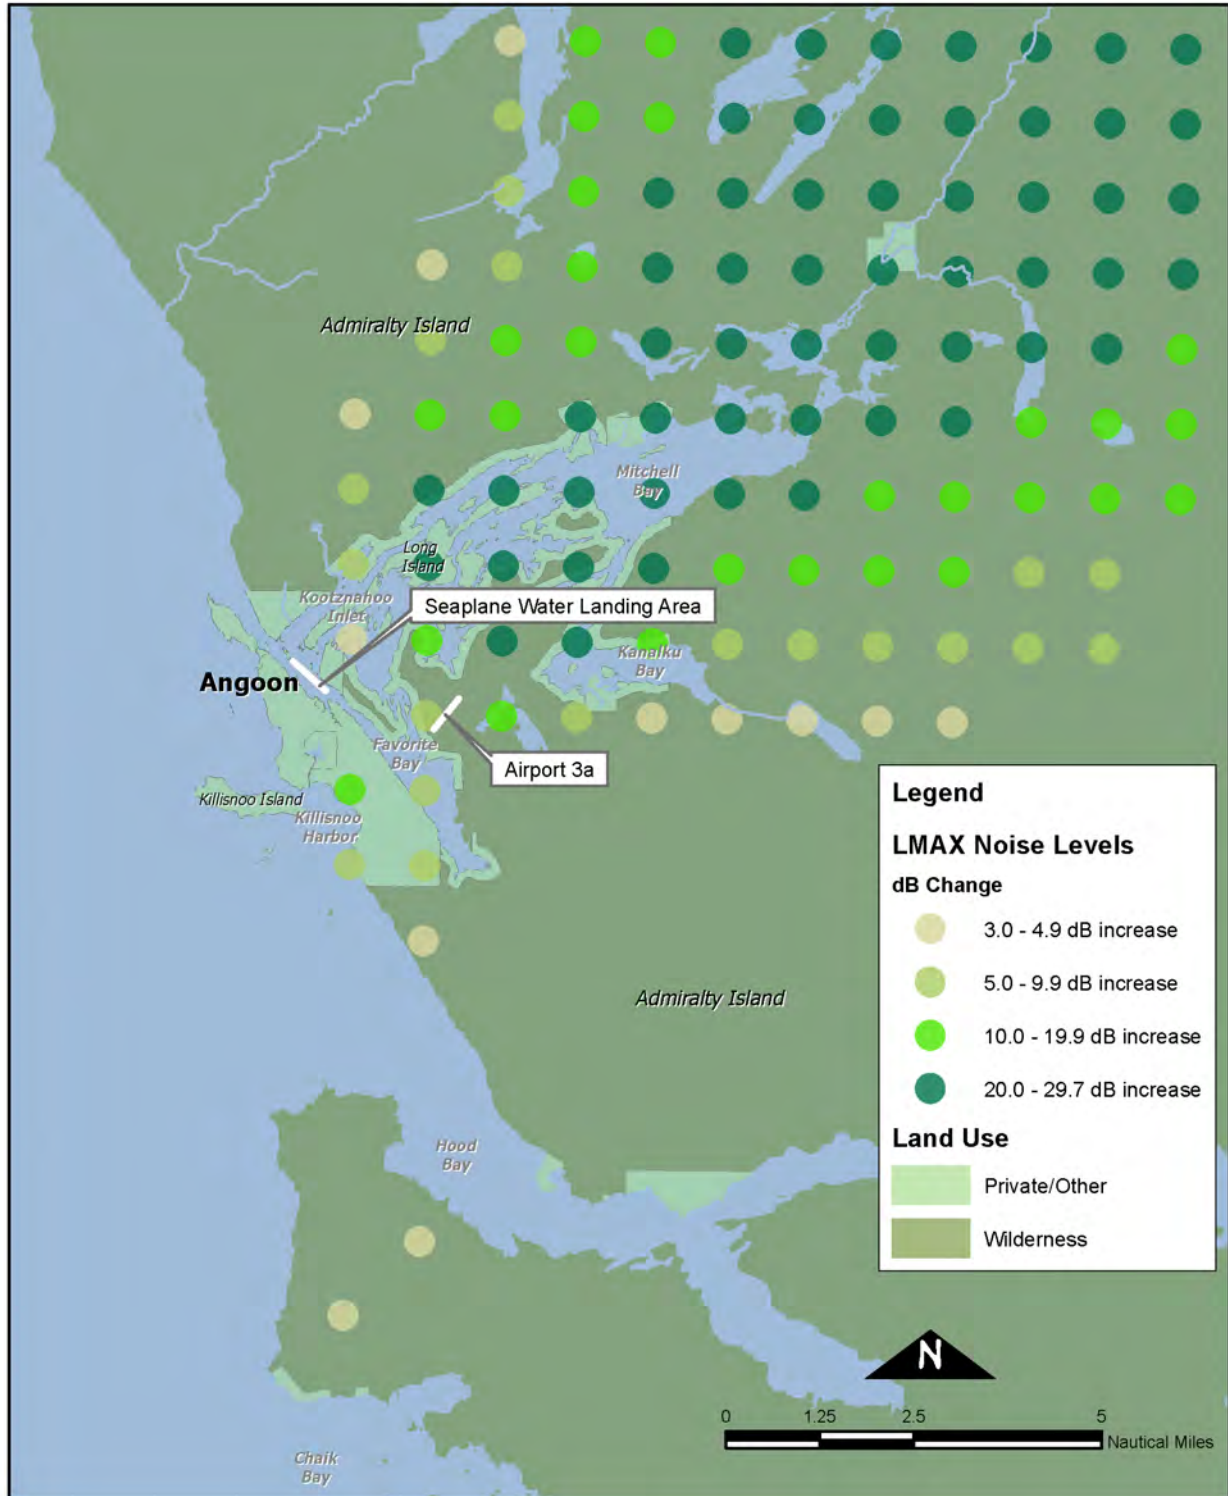 Admiralty Island
Mitchell
Bay
Long
Island
Kootznahoo
Inlet
Seaplane Water Landing Area
Kanalku
Bay
Angoon
Favorite
Bay
Airport 3a
Killisnoo Island
Killisnoo
Harbor
Legend
LMAX Noise Levels
dB Change
3.0 - 4.9 dB increase
5.0 - 9.9 dB increase
10.0 - 19.9 dB increase
20.0 - 29.7 dB increase
Land Use
Private/Other
Wilderness
Admiralty Island
Hood
Bay
N
0 1.25 2.5 5
Nautical Miles
Chaik
Bay